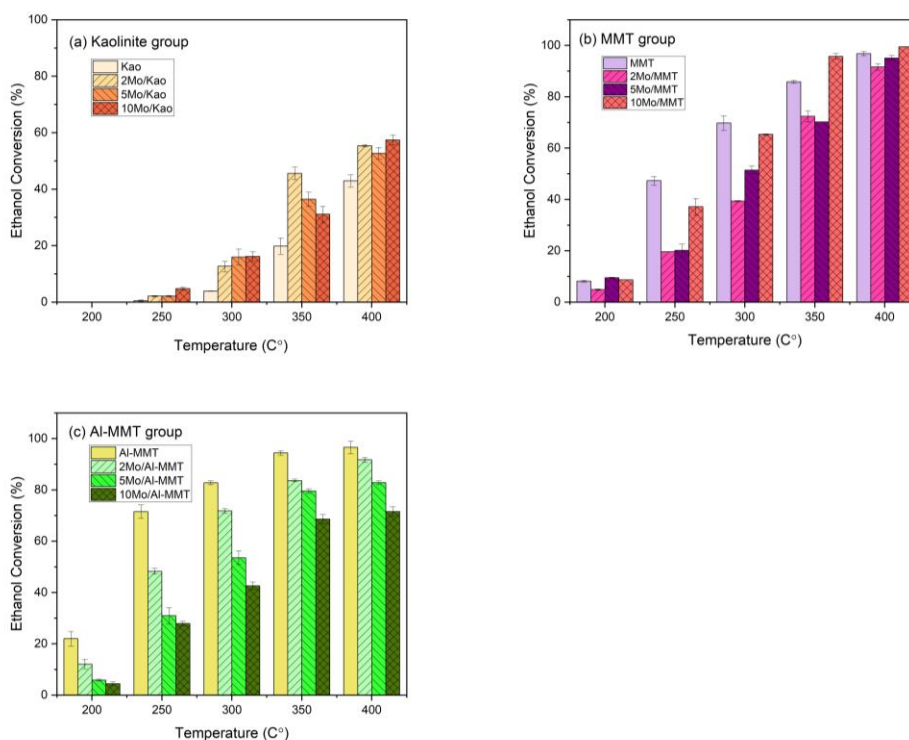 (a) Kaolinite group
Kao
2Mo/Kao
5Mo/Kao
10Mo/Kao
Ethanol Conversion (%)
100
80
60
40
20
0
200 250 300 350 400
Temperature (C°)
(b) MMT group
MMT
2Mo/MMT
5Mo/MMT
10Mo/MMT
Ethanol Conversion (%)
100
80
60
40
20
0
200 250 300 350 400
Temperature (C°)
(c) Al-MMT group
Al-MMT
2Mo/Al-MMT
5Mo/Al-MMT
10Mo/Al-MMT
Ethanol Conversion (%)
100
80
60
40
20
0
200 250 300 350 400
Temperature (C°)